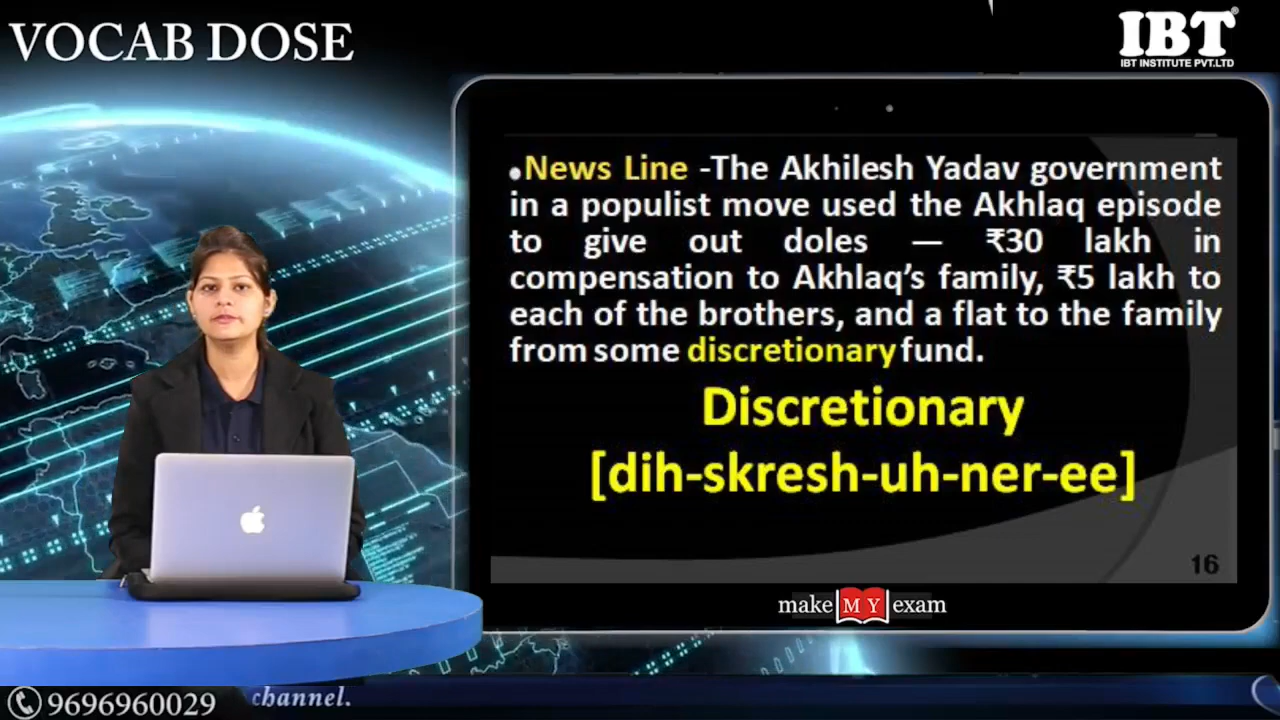 VOCAB DOSE
IBT
IBT INSTITUTE PVT.LTD
•News Line -The Akhilesh Yadav government
in a populist move used the Akhlaq episode
to give out doles — ₹30 lakh in
compensation to Akhlaq’s family, ₹5 lakh to
each of the brothers, and a flat to the family
from some discretionary fund.
Discretionary
[dih-skresh-uh-ner-ee]
16
make MY exam
9696960029 channel.